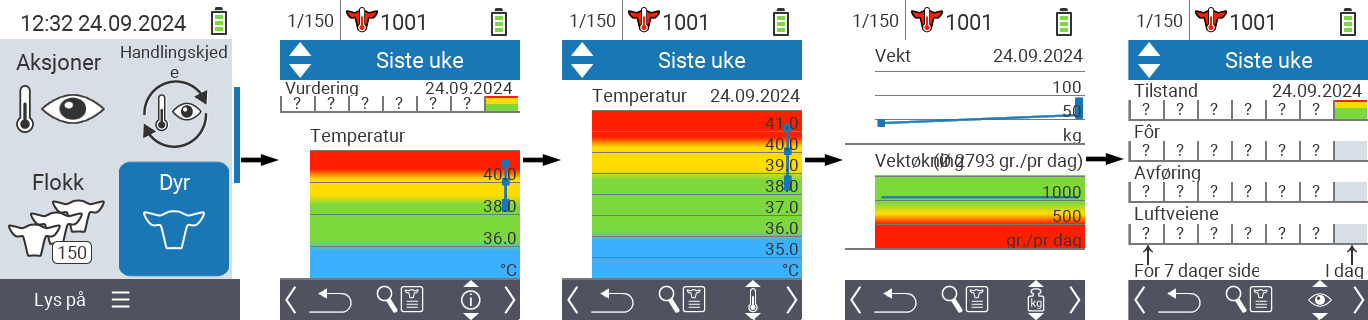 12:32 24.09.2024
Aksjoner
Handlingskjed
e
Flokk
150
Dyr
Lys på
1/150
1001
Siste uke
Vurdering 24.09.2024
? ? ? ? ? ?
Temperatur
40.0
38.0
36.0
°C
1/150
1001
Siste uke
Temperatur 24.09.2024
41.0
40.0
39.0
38.0
37.0
36.0
35.0
°C
1/150
1001
Vekt 24.09.2024
100
50
kg
Vektøkning (Ø 2793 gr./pr dag)
1000
500
gr./pr dag
kg
1/150
1001
Siste uke
Tilstand 24.09.2024
? ? ? ? ? ?
Fôr
? ? ? ? ? ?
Avføring
? ? ? ? ? ?
Luftveiene
? ? ? ? ? ?
For 7 dager side
I dag